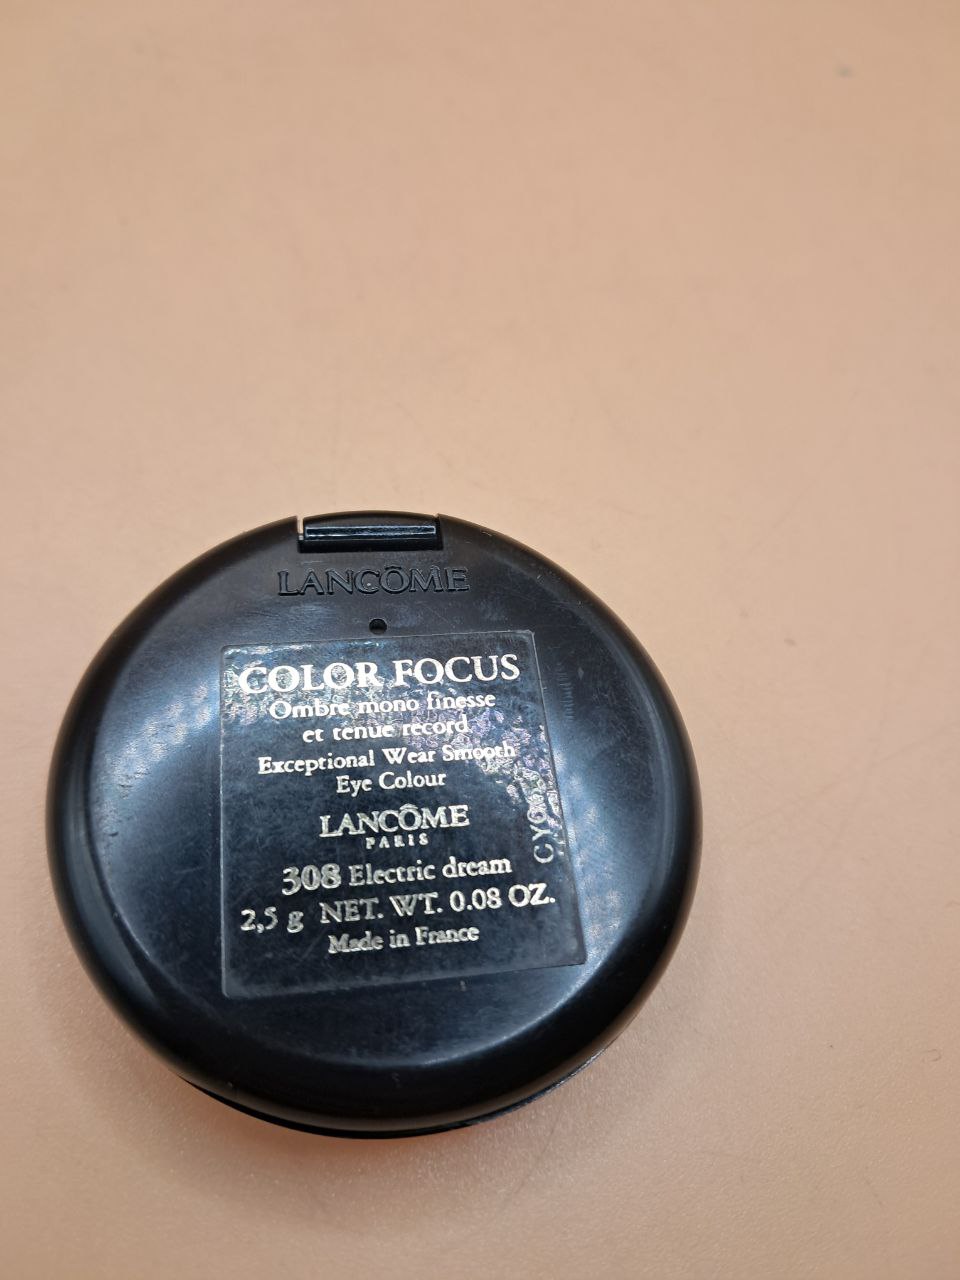 LANCÔME
COLOR FOCUS
Ombre mono finesse
et tenue record
Exceptional Wear Smooth
Eye Colour
LANCÔME
PARIS
308 Electric dream
2,5 g NET. WT. 0.08 OZ.
Made in France